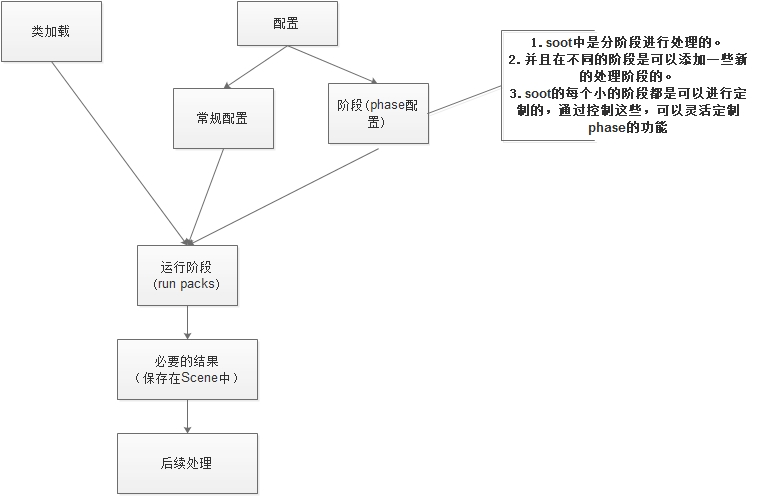 类加载
配置
常规配置
阶段(phase配
置)
1. soot中是分阶段进行处理的。
2. 并且在不同的阶段是可以添加一些新
的处理阶段的。
3. soot的每个小的阶段都是可以进行定
制的，通过控制这些，可以灵活定制
phase的功能
运行阶段
(run packs)
必要的结果
（保存在Scene中）
后续处理